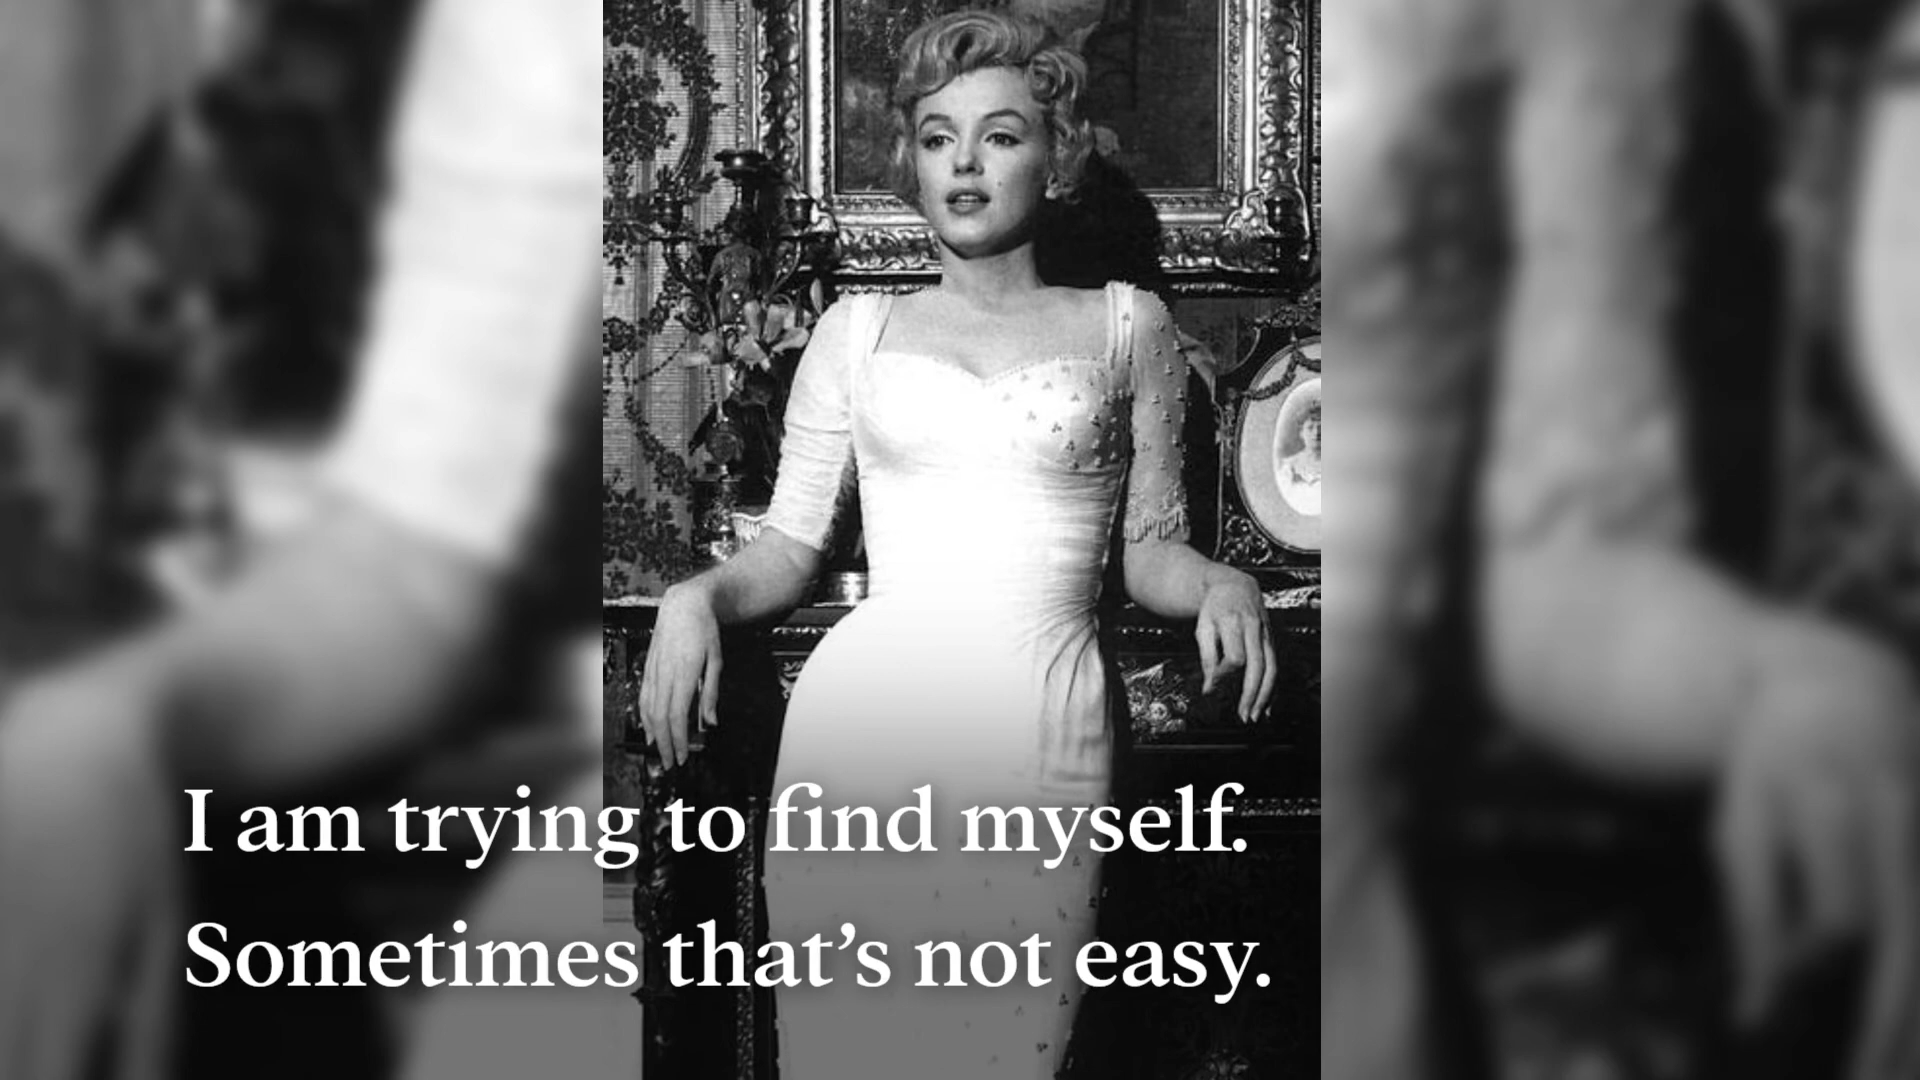 I am trying to find myself.
Sometimes that’s not easy.